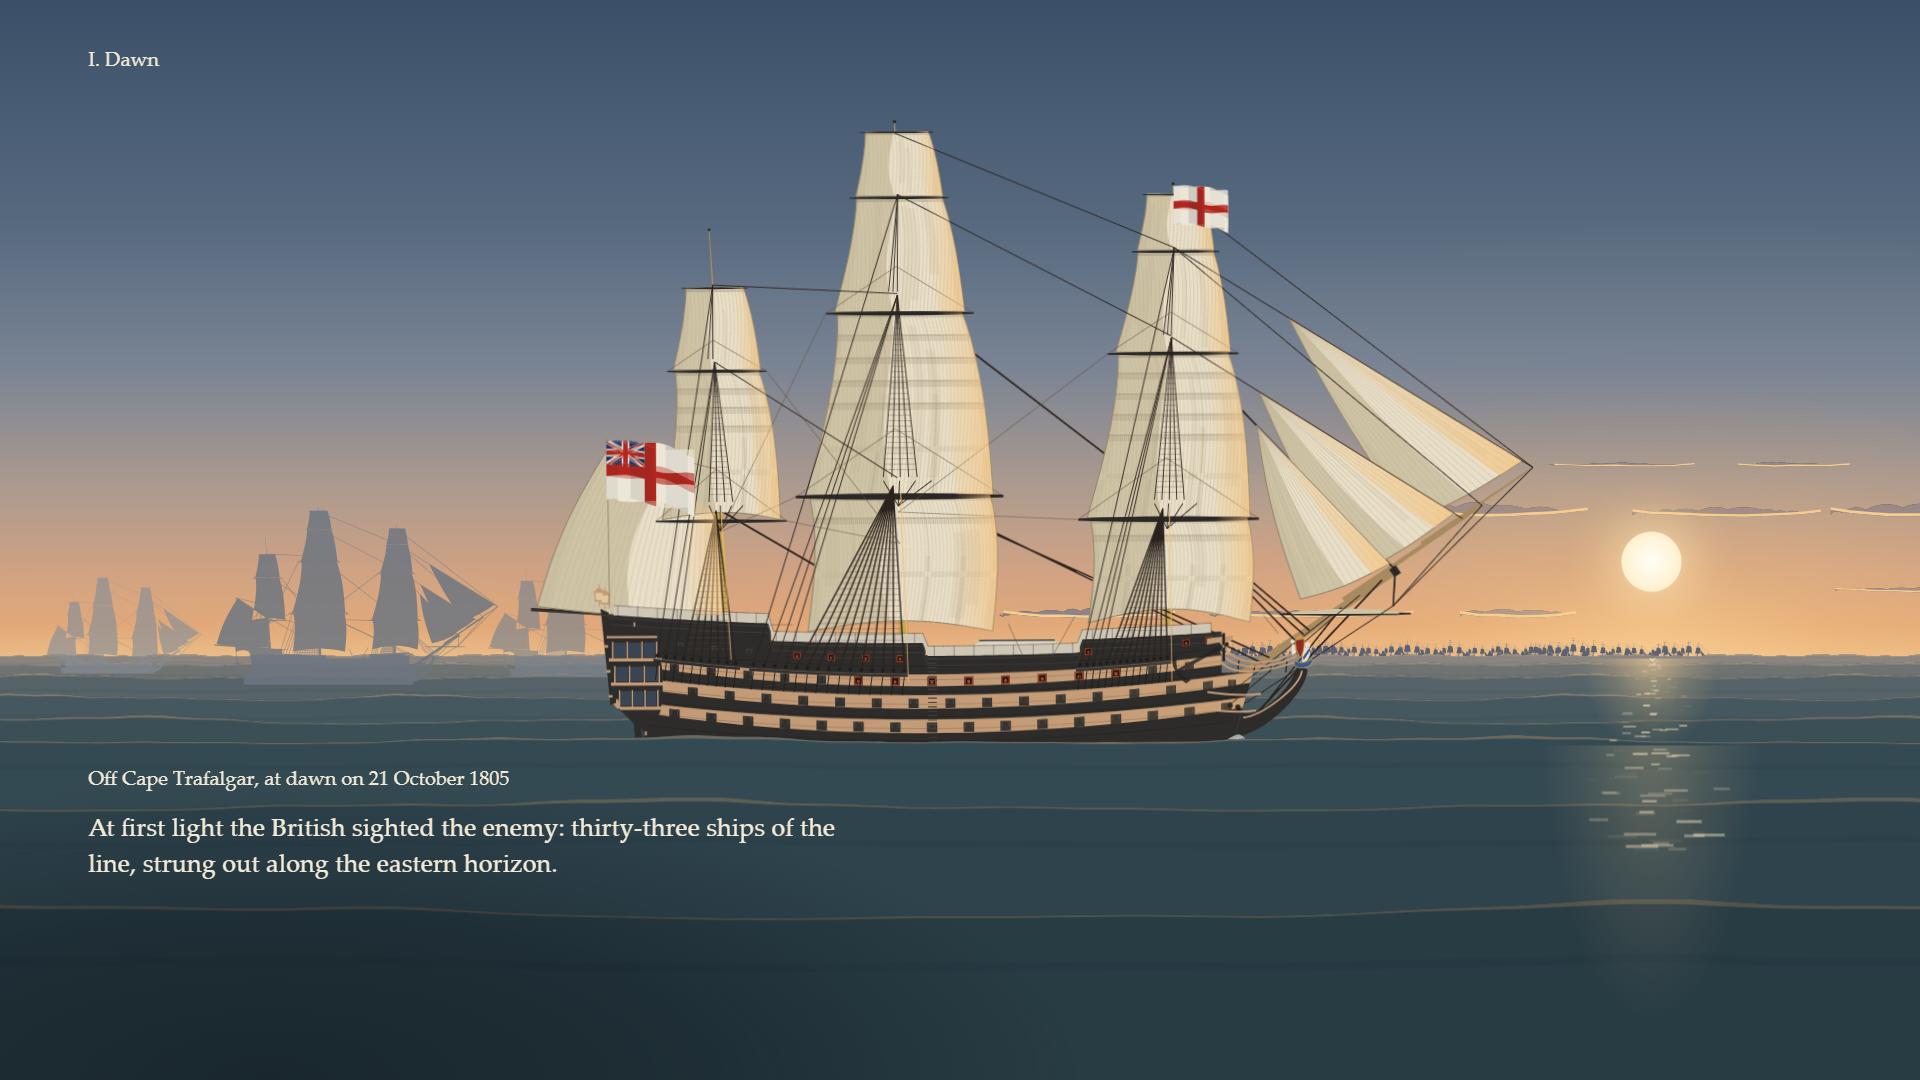 I. Dawn
Off Cape Trafalgar, at dawn on 21 October 1805
At first light the British sighted the enemy: thirty-three ships of the
line, strung out along the eastern horizon.